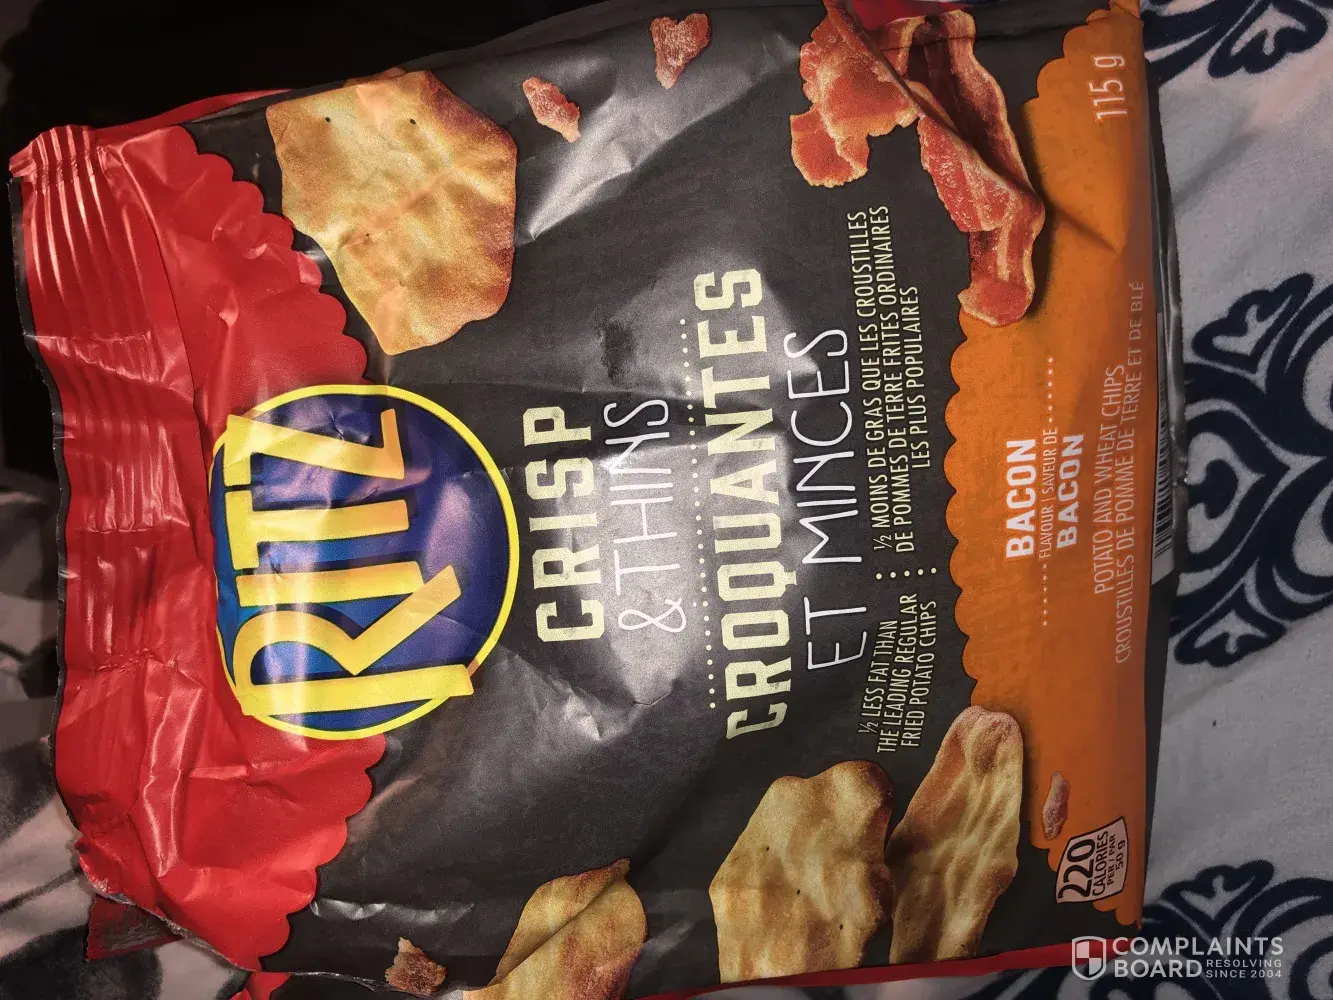 RITZ
CRISP
& THINS
CROQUANTES
ET MINCES
½ LESS FAT THAN
THE LEADING REGULAR
FRIED POTATO CHIPS
½ MOINS DE GRAS QUE LES CROUSTILLES
DE POMMES DE TERRE FRITES ORDINAIRES
LES PLUS POPULAIRES
BACON
FLAVOUR SAVEUR DE
BACON
POTATO AND WHEAT CHIPS
CROUSTILLES DE POMME DE TERRE ET DE BLÉ
220
CALORIES
PER / PAR
50 g
115 g
COMPLAINTS
BOARD RESOLVING
SINCE 2004